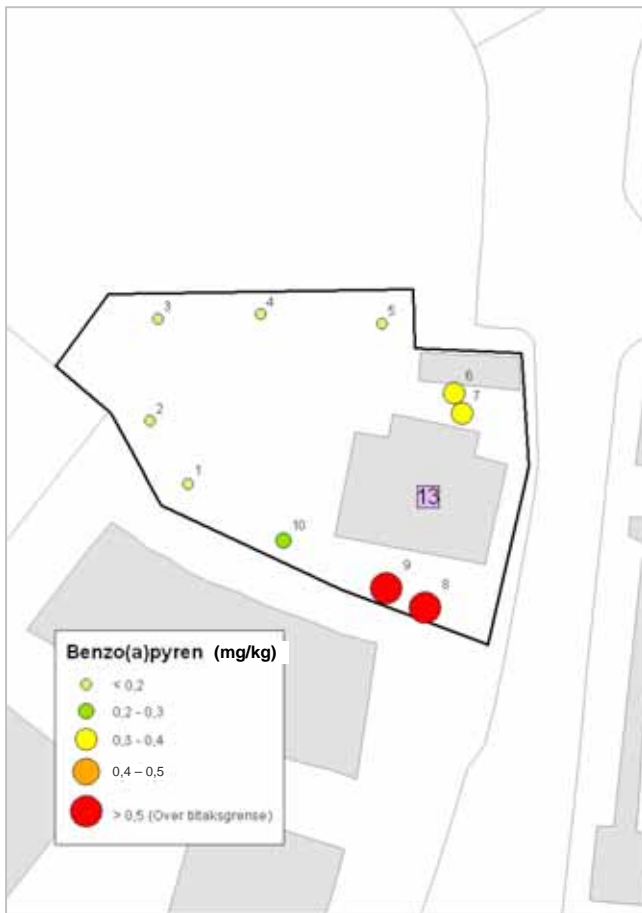 3
4
5
6
7
2
1
13
10
9
8
Benzo(a)pyren (mg/kg)
< 0,2
0,2 - 0,3
0,3 - 0,4
0,4 – 0,5
> 0,5 (Over tiltaksgrense)